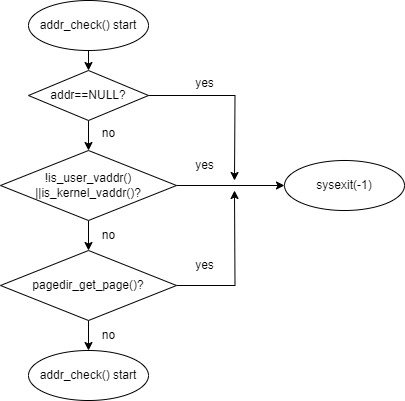 addr_check() start
yes
addr==NULL?
no
yes
!is_user_vaddr()
||is_kernel_vaddr()?
sysexit(-1)
no
yes
pagedir_get_page()?
no
addr_check() start